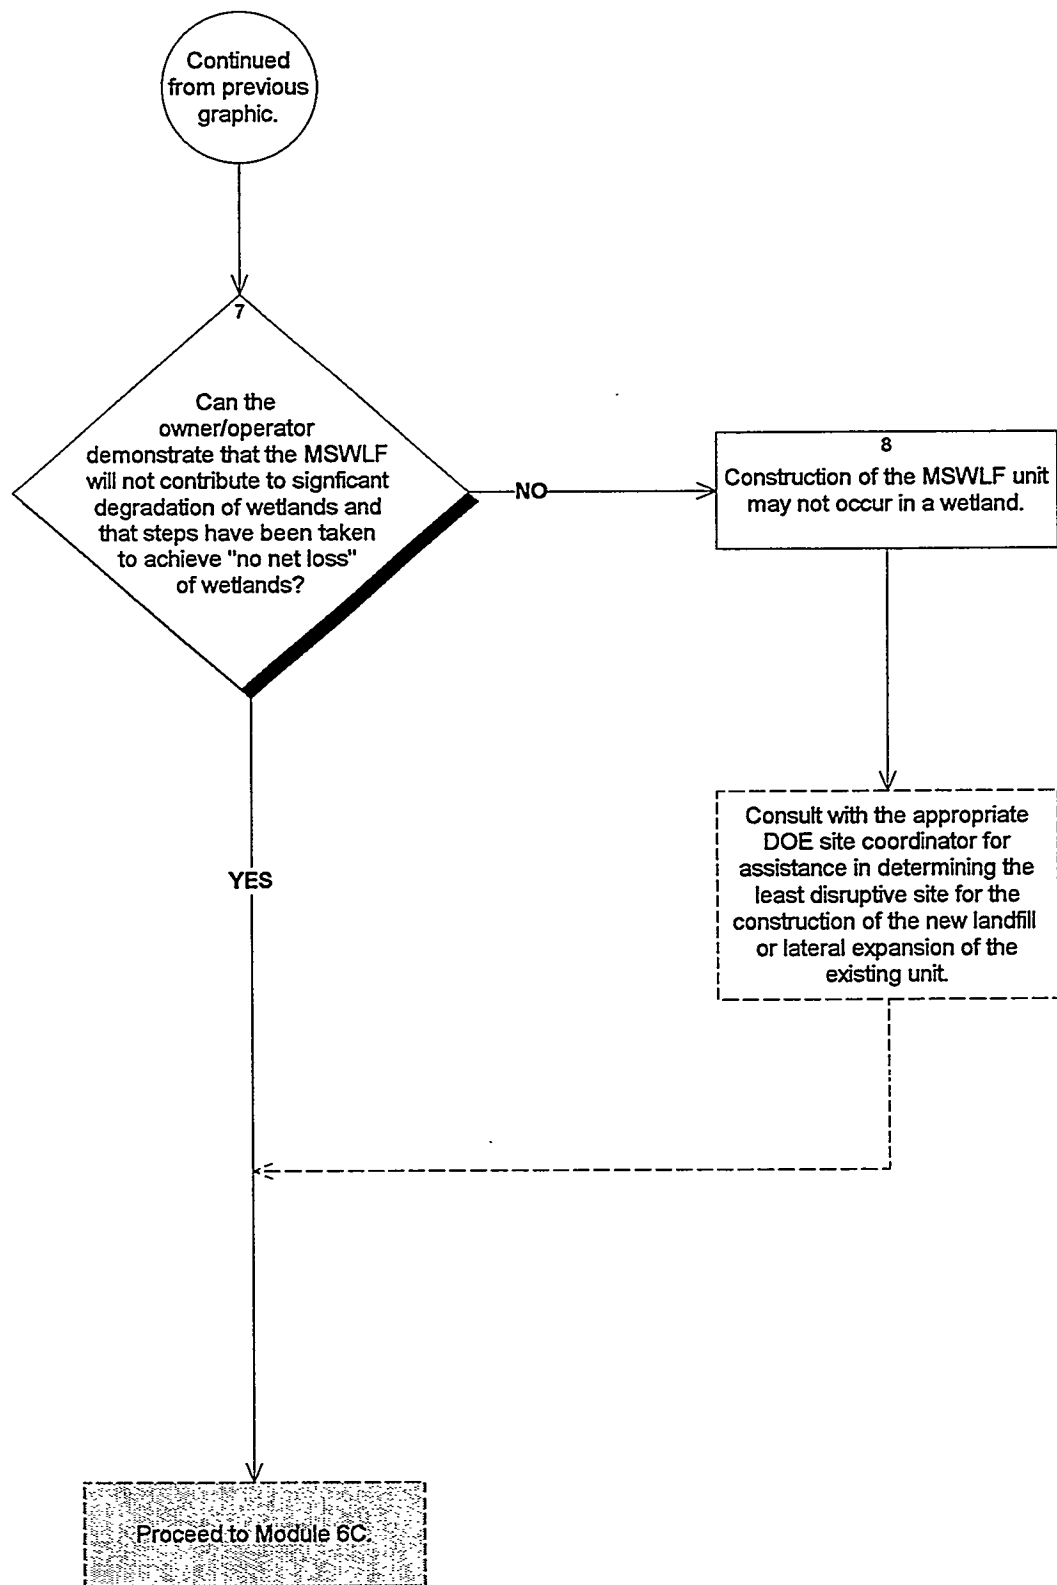 Continued
from previous
graphic.
7
Can the
owner/operator
demonstrate that the MSWLF
will not contribute to signficant
degradation of wetlands and
that steps have been taken
to achieve "no net loss"
of wetlands?
NO
8
Construction of the MSWLF unit
may not occur in a wetland.
Consult with the appropriate
DOE site coordinator for
assistance in determining the
least disruptive site for the
construction of the new landfill
or lateral expansion of the
existing unit.
YES
Proceed to Module 6C.